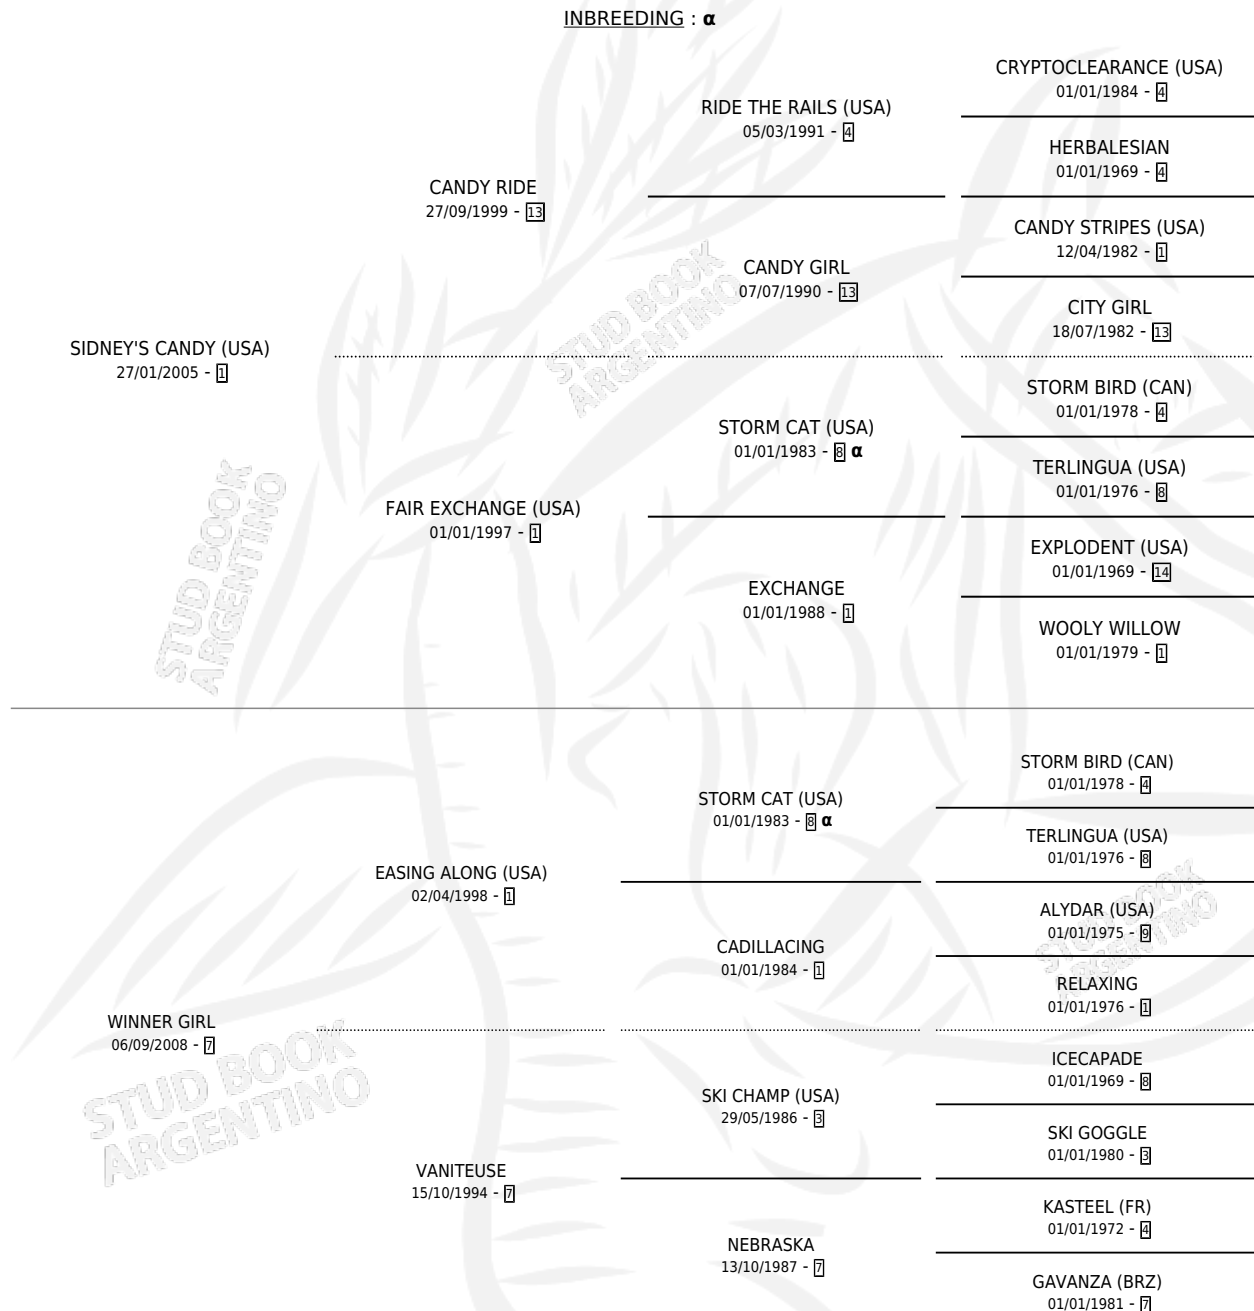 INBREEDING : α
CRYPTOCLEARANCE (USA)
01/01/1984 - 4
RIDE THE RAILS (USA)
05/03/1991 - 4
HERBALESIAN
01/01/1969 - 4
CANDY RIDE
27/09/1999 - 13
CANDY STRIPES (USA)
12/04/1982 - 1
CANDY GIRL
07/07/1990 - 13
CITY GIRL
18/07/1982 - 13
SIDNEY'S CANDY (USA)
27/01/2005 - 1
STORM BIRD (CAN)
01/01/1978 - 4
STORM CAT (USA)
01/01/1983 - 8 α
TERLINGUA (USA)
01/01/1976 - 8
FAIR EXCHANGE (USA)
01/01/1997 - 1
EXPLODENT (USA)
01/01/1969 - 14
EXCHANGE
01/01/1988 - 1
WOOLY WILLOW
01/01/1979 - 1
STORM BIRD (CAN)
01/01/1978 - 4
STORM CAT (USA)
01/01/1983 - 8 α
TERLINGUA (USA)
01/01/1976 - 8
EASING ALONG (USA)
02/04/1998 - 1
ALYDAR (USA)
01/01/1975 - 9
CADILLACING
01/01/1984 - 1
RELAXING
01/01/1976 - 1
WINNER GIRL
06/09/2008 - 7
ICECAPADE
01/01/1969 - 8
SKI CHAMP (USA)
29/05/1986 - 3
SKI GOGGLE
01/01/1980 - 3
VANITEUSE
15/10/1994 - 7
KASTEEL (FR)
01/01/1972 - 4
NEBRASKA
13/10/1987 - 7
GAVANZA (BRZ)
01/01/1981 - 7
STUD BOOK
ARGENTINO
STUD BOOK
ARGENTINO
STUD BOOK
ARGENTINO
STUD BOOK
ARGENTINO